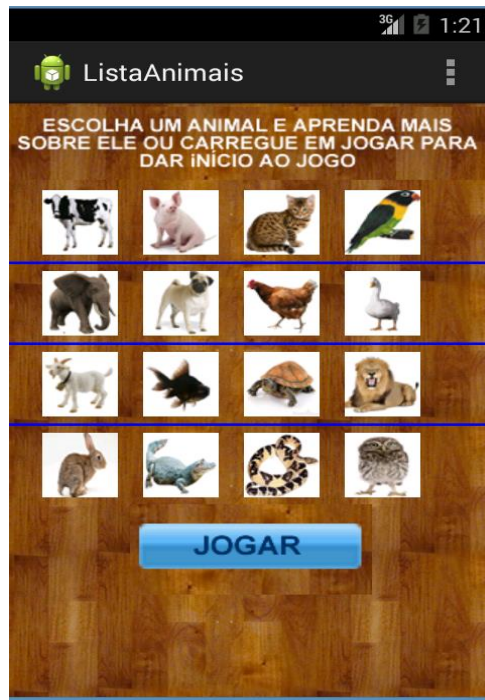 3G 1:21
ListaAnimais
ESCOLHA UM ANIMAL E APRENDA MAIS
SOBRE ELE OU CARREGUE EM JOGAR PARA
DAR iNÍCIO AO JOGO
JOGAR